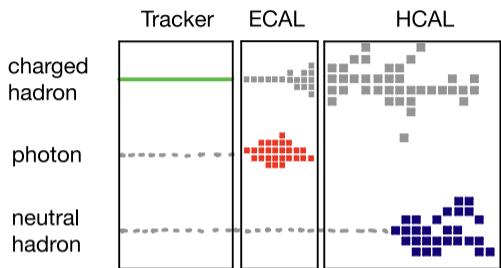 Tracker ECAL HCAL
charged
hadron
photon
neutral
hadron